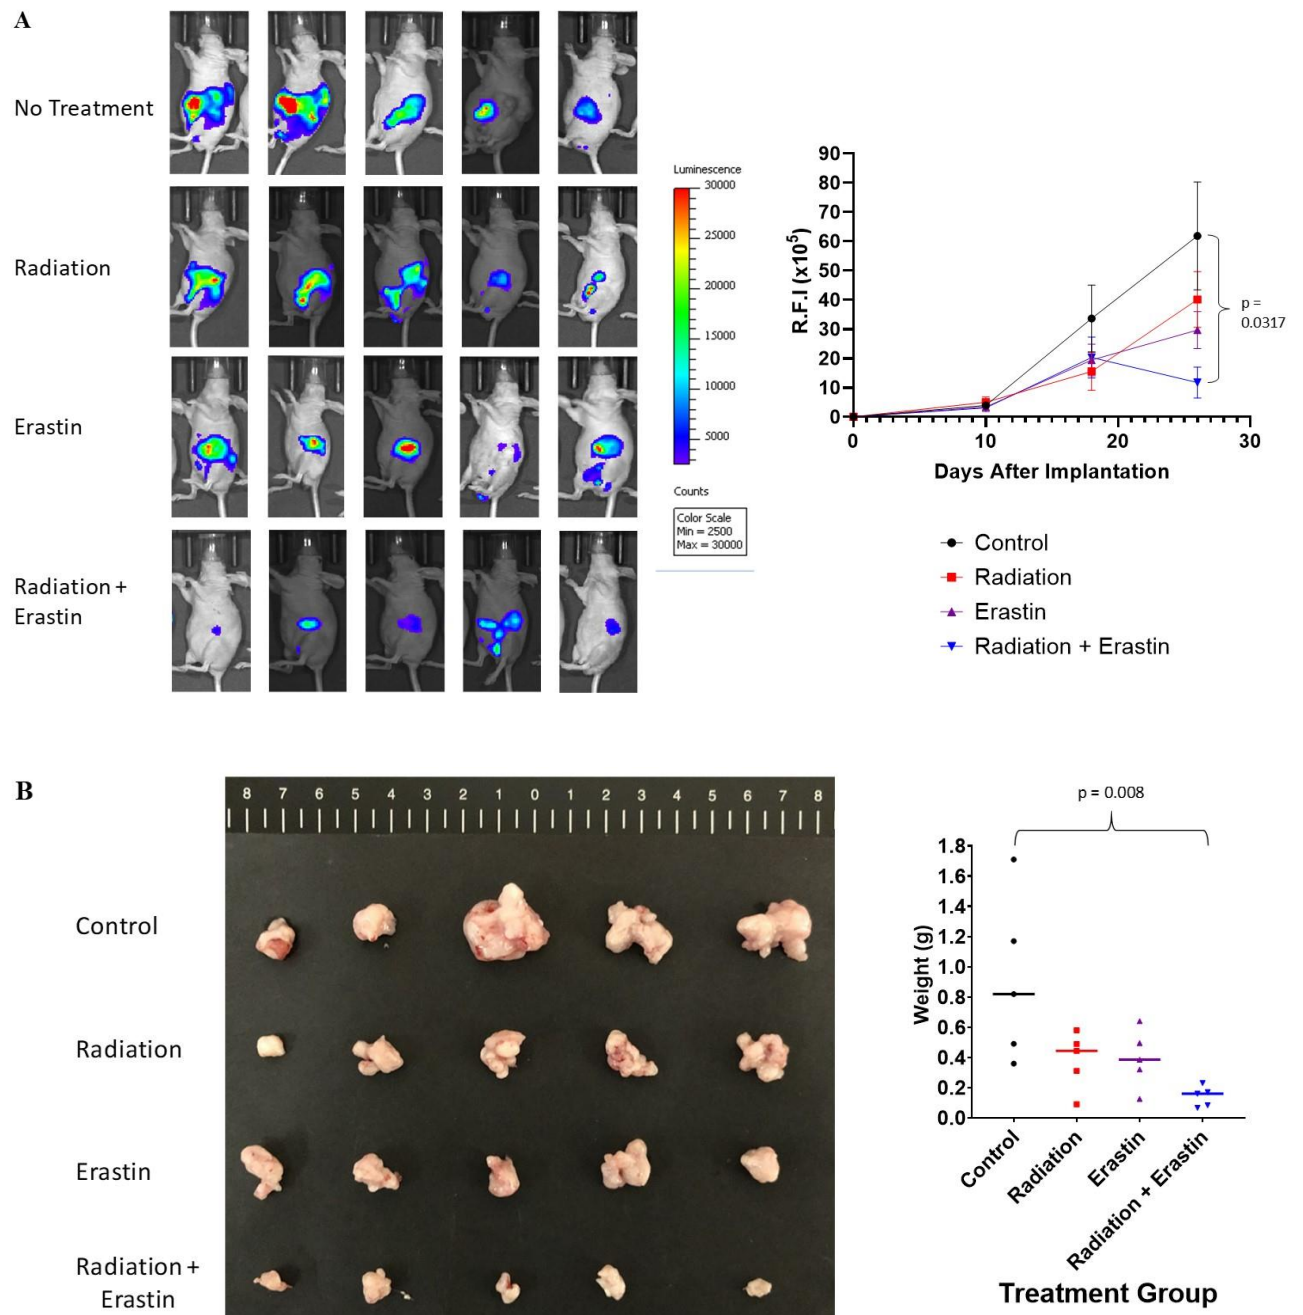 A
No Treatment
Radiation
Erastin
Radiation +
Erastin
Luminescence
30000
25000
20000
15000
10000
5000
Counts
Color Scale
Min = 2500
Max = 30000
90
80
70
60
50
40
30
20
10
0
R.F.I (x10⁵)
0 10 20 30
Days After Implantation
p =
0.0317
Control
Radiation
Erastin
Radiation + Erastin
B
8 7 6 5 4 3 2 1 0 1 2 3 4 5 6 7 8
Control
Radiation
Erastin
Radiation +
Erastin
p = 0.008
1.8
1.6
1.4
1.2
1.0
0.8
0.6
0.4
0.2
0.0
Weight (g)
Control
Radiation
Erastin
Radiation + Erastin
Treatment Group